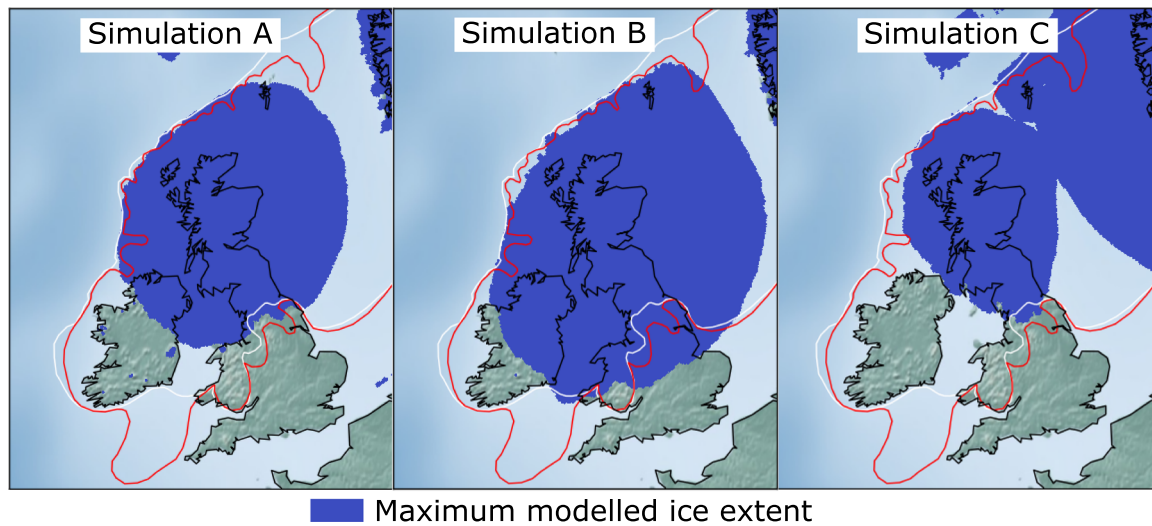 Simulation A
Simulation B
Simulation C
Maximum modelled ice extent